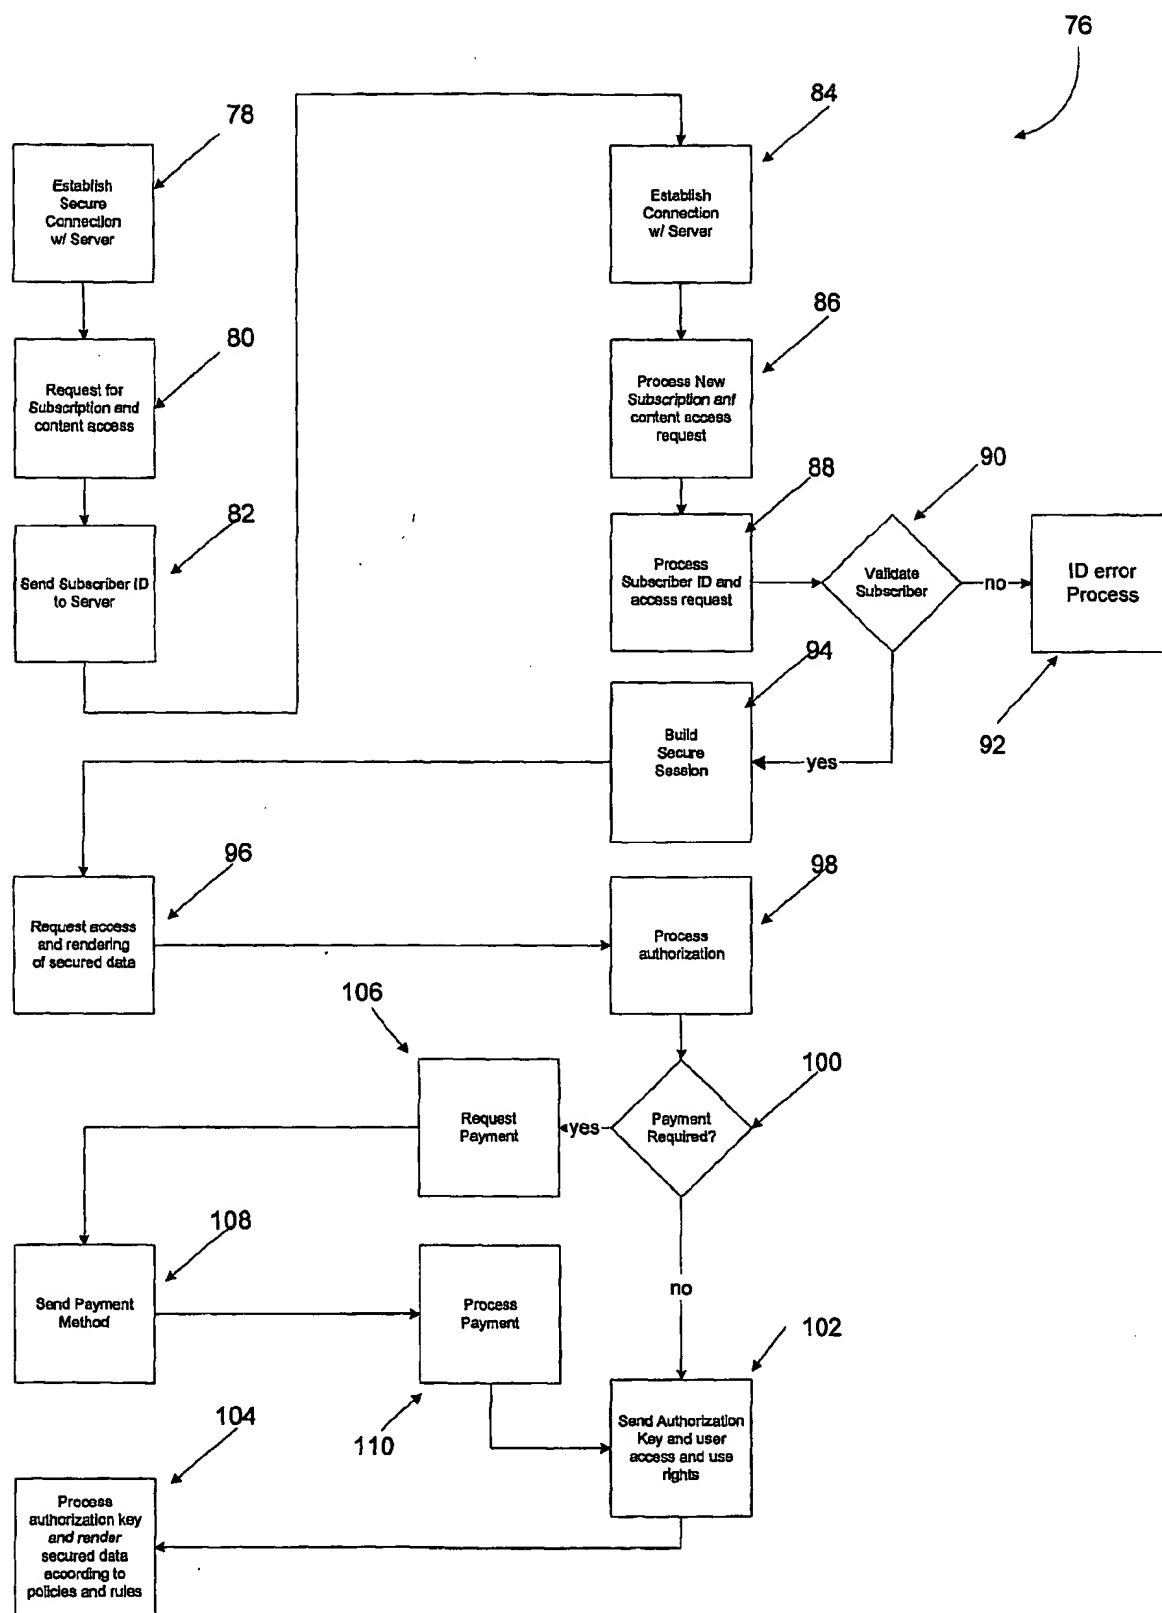 76
78
84
Establish
Secure
Connection
w/ Server
Establish
Connection
w/ Server
80
86
Request for
Subscription and
content access
Process New
Subscription anf
content access
request
82
88
90
Send Subscriber ID
to Server
Process
Subscriber ID and
access request
Validate
Subscriber
no
ID error
Process
94
92
Build
Secure
Session
yes
96
98
Request access
and rendering
of secured data
Process
authorization
106
100
Request
Payment
yes
Payment
Required?
108
Send Payment
Method
Process
Payment
no
102
110
104
Send Authorization
Key and user
access and use
rights
Process
authorization key
and render
secured data
according to
policies and rules